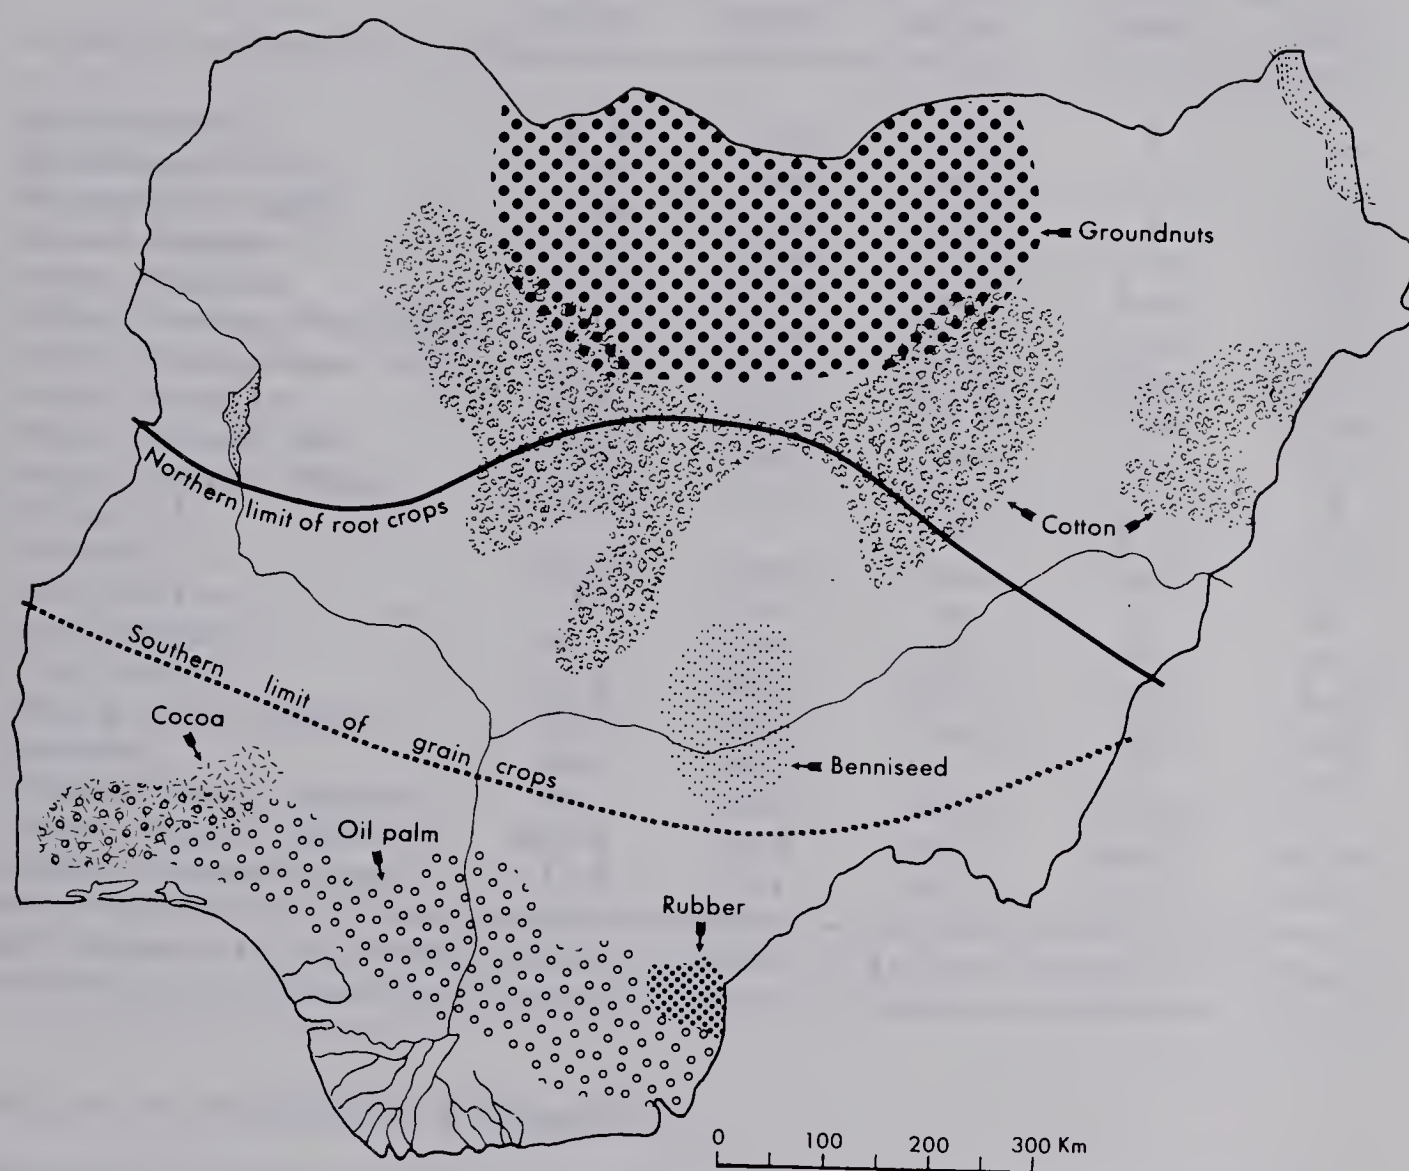 Groundnuts
Northern limit of root crops
Cotton
Southern limit of grain crops
Cocoa
Benniseed
Oil palm
Rubber
0 100 200 300 Km